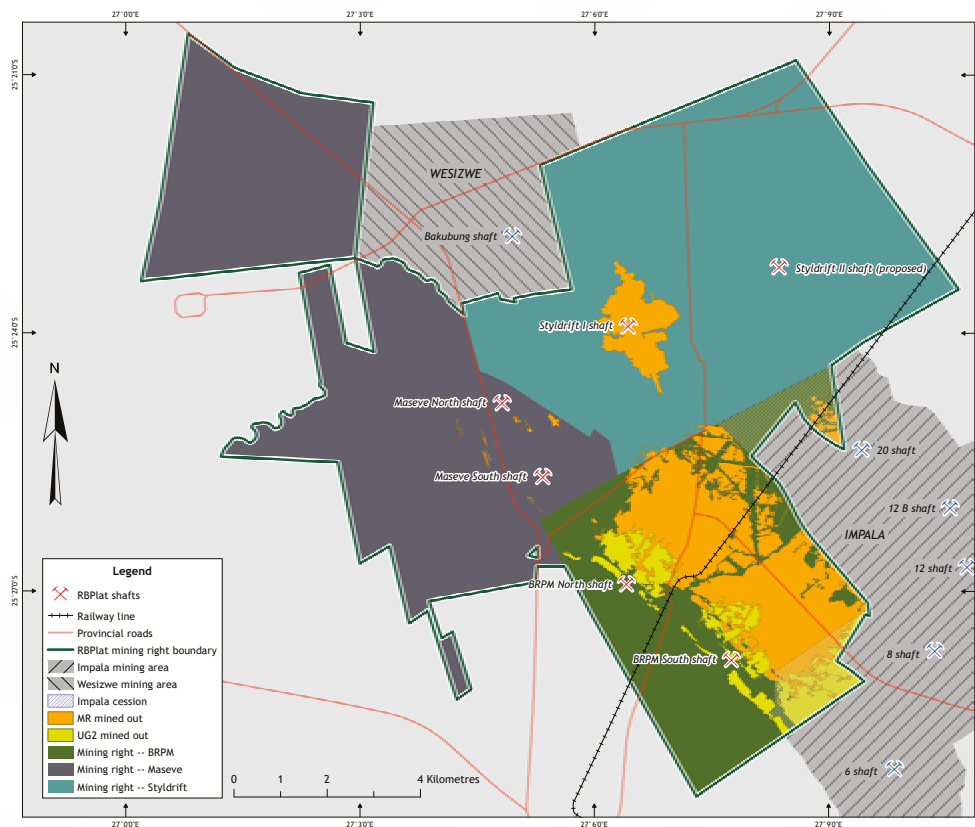 27°0'0"E
27°30'E
27°60'E
27°90'E
25°21'0'S
25°24'0'S
25°27'0'S
WESIZWE
Bakubung shaft
Styldrift II shaft (proposed)
Styldrift I shaft
Maseve North shaft
Maseve South shaft
20 shaft
12 B shaft
IMPALA
12 shaft
BRPM North shaft
8 shaft
BRPM South shaft
6 shaft
N
Legend
RBPlat shafts
Railway line
Provincial roads
RBPlat mining right boundary
Impala mining area
Wesizwe mining area
Impala cession
MR mined out
UG2 mined out
Mining right -- BRPM
Mining right -- Maseve
Mining right -- Styldrift
0 1 2 4 Kilometres
27°0'0"E
27°30'E
27°60'E
27°90'E